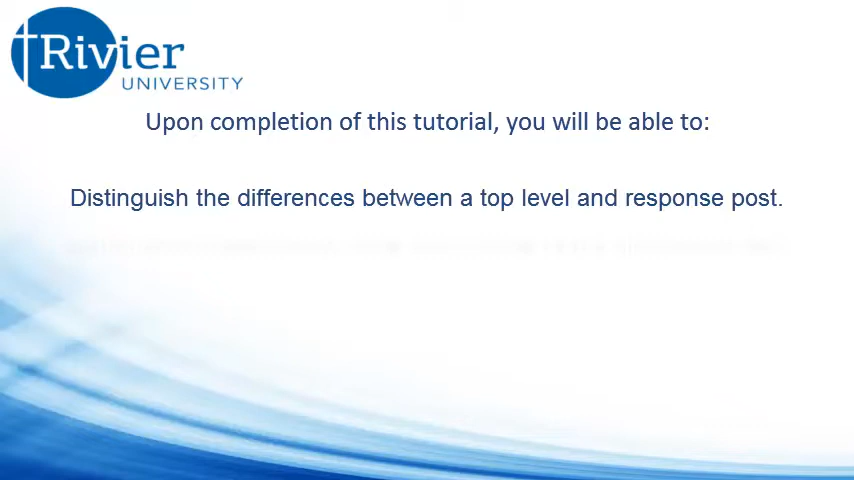 Rivier
UNIVERSITY
Upon completion of this tutorial, you will be able to:
Distinguish the differences between a top level and response post.